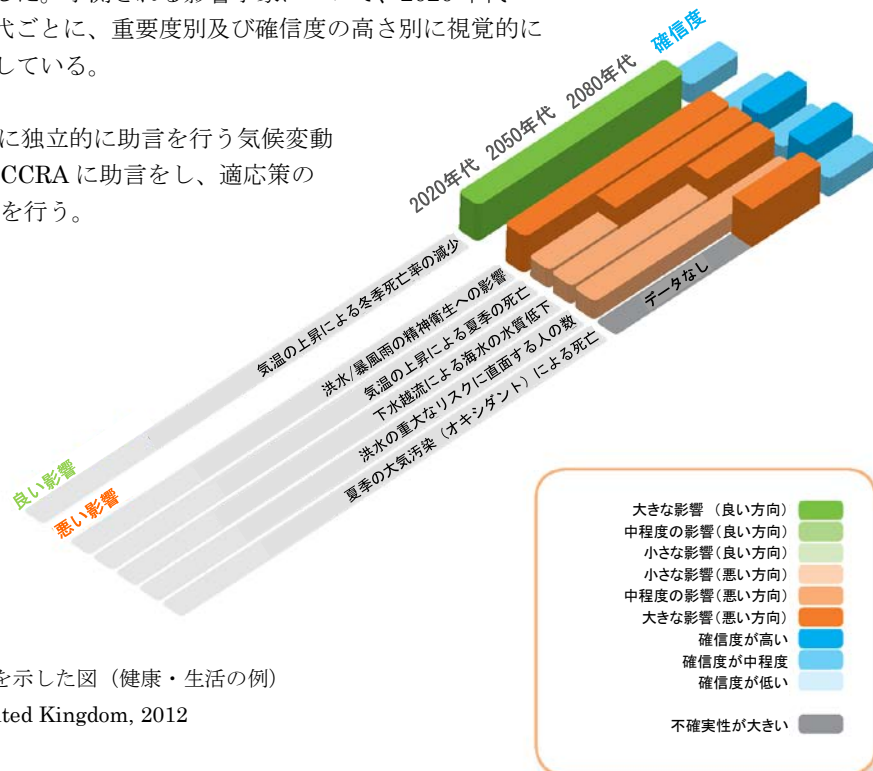 代ごとに、重要度別及び確信度の高さ別に視覚的に
している。
に独立的に助言を行う気候変動
CCRA に助言をし、適応策の
を行う。
2020年代 2050年代 2080年代 確信度
気温の上昇による冬季死亡率の減少
洪水/暴風雨の精神衛生への影響
気温の上昇による夏季の死亡
下水越流による海水の水質低下
洪水の重大なリスクに直面する人の数
夏季の大気汚染（オキシダント）による死亡
データなし
良い影響
悪い影響
大きな影響 （良い方向）
中程度の影響（良い方向）
小さな影響（良い方向）
小さな影響（悪い方向）
中程度の影響（悪い方向）
大きな影響（悪い方向）
確信度が高い
確信度が中程度
確信度が低い
不確実性が大きい
を示した図（健康・生活の例）
ited Kingdom, 2012